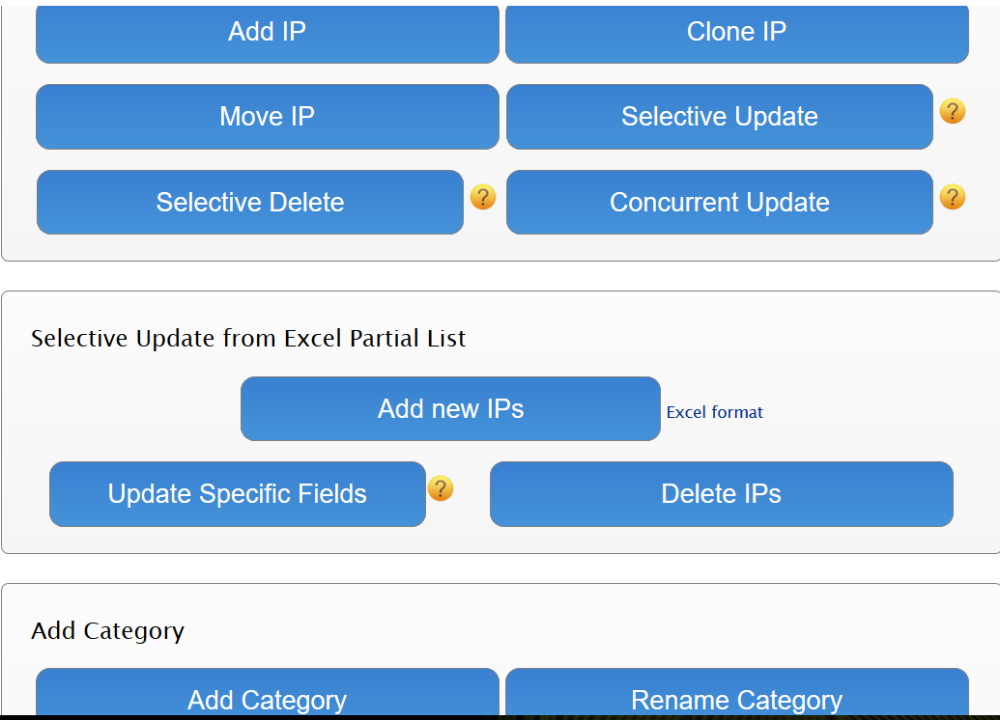 Add IP
Clone IP
Move IP
Selective Update
?
Selective Delete
?
Concurrent Update
?
Selective Update from Excel Partial List
Add new IPs
Excel format
Update Specific Fields
?
Delete IPs
Add Category
Add Category
Rename Category